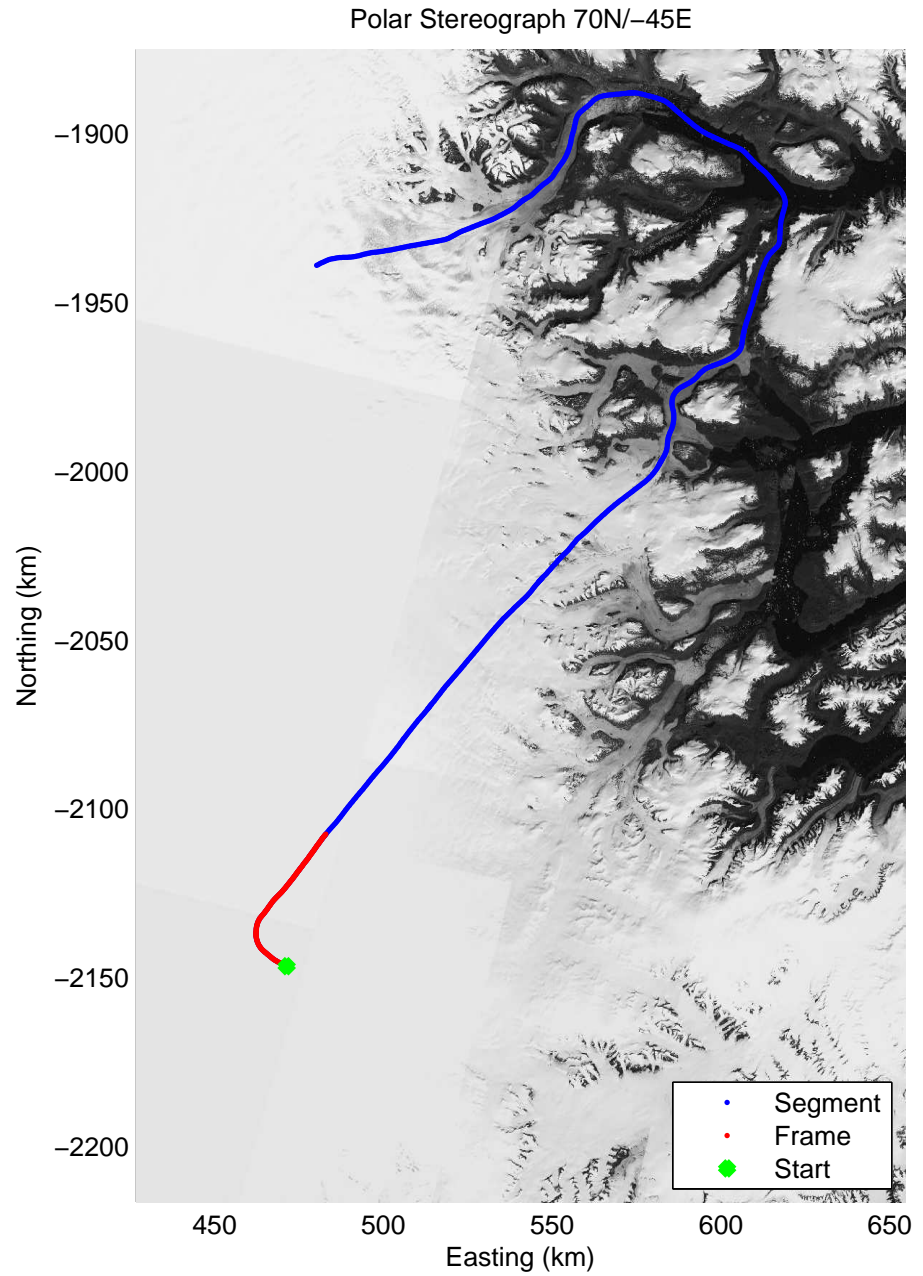 Polar Stereograph 70N/−45E
−1900
−1950
−2000
−2050
−2100
−2150
−2200
Northing (km)
450
500
550
600
650
Easting (km)
Segment
Frame
Start